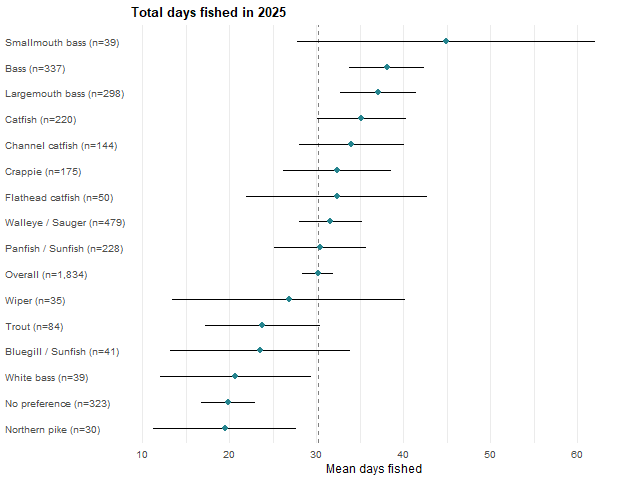 Total days fished in 2025
Smallmouth bass (n=39)
Bass (n=337)
Largemouth bass (n=298)
Catfish (n=220)
Channel catfish (n=144)
Crappie (n=175)
Flathead catfish (n=50)
Walleye / Sauger (n=479)
Panfish / Sunfish (n=228)
Overall (n=1,834)
Wiper (n=35)
Trout (n=84)
Bluegill / Sunfish (n=41)
White bass (n=39)
No preference (n=323)
Northern pike (n=30)
10 20 30 40 50 60
Mean days fished